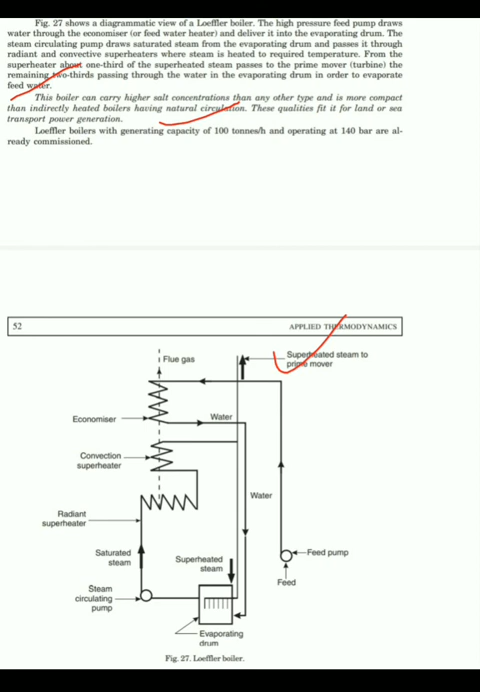 Fig. 27 shows a diagrammatic view of a Loeffler boiler. The high pressure feed pump draws
water through the economiser (or feed water heater) and deliver it into the evaporating drum. The
steam circulating pump draws saturated steam from the evaporating drum and passes it through
radiant and convective superheaters where steam is heated to required temperature. From the
superheater about one-third of the superheated steam passes to the prime mover (turbine) the
remaining two-thirds passing through the water in the evaporating drum in order to evaporate
feed water.
This boiler can carry higher salt concentrations than any other type and is more compact
than indirectly heated boilers having natural circulation. These qualities fit it for land or sea
transport power generation.
Loeffler boilers with generating capacity of 100 tonnes/h and operating at 140 bar are al-
ready commissioned.
52
APPLIED THERMODYNAMICS
Flue gas
Superheated steam to
prime mover
Economiser
Water
Convection
superheater
Water
Radiant
superheater
Saturated
steam
Superheated
steam
Feed pump
Feed
Steam
circulating
pump
Evaporating
drum
Fig. 27. Loeffler boiler.